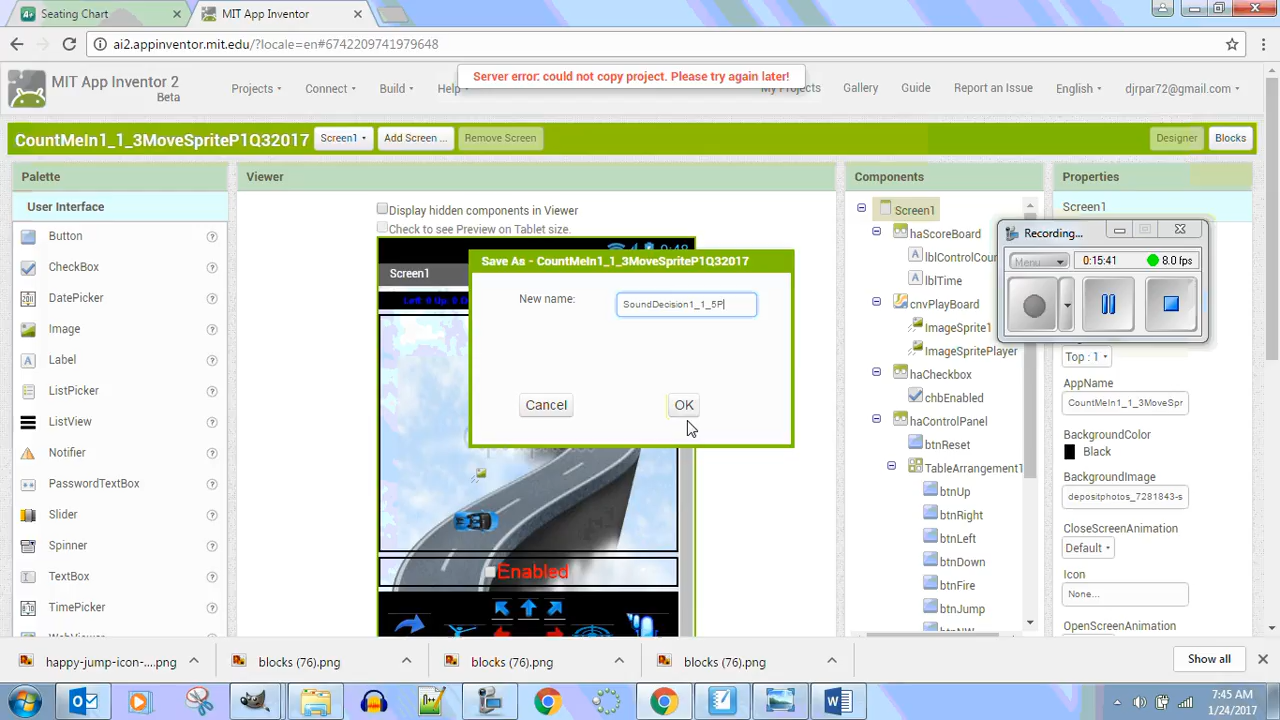 Seating Chart
MIT App Inventor
ai2.appinventor.mit.edu/?locale=en#6742209741979648
Server error: could not copy project. Please try again later!
MIT App Inventor 2
Beta
Projects
Connect
Build
Help
My Projects
Gallery
Guide
Report an Issue
English
djrpar72@gmail.com
CountMeIn1_1_3MoveSpriteP1Q32017
Screen1
Add Screen ...
Remove Screen
Designer
Blocks
Palette
User Interface
Button
CheckBox
DatePicker
Image
Label
ListPicker
ListView
Notifier
PasswordTextBox
Slider
Spinner
TextBox
TimePicker
Viewer
Display hidden components in Viewer
Check to see Preview on Tablet size.
Screen1
Save As - CountMeIn1_1_3MoveSpriteP1Q32017
New name:
SoundDecision1_1_5P
Cancel
OK
Enabled
Components
Screen1
haScoreBoard
lblControlCou
lblTime
cnvPlayBoard
ImageSprite1
ImageSpritePlayer
haCheckbox
chbEnabled
haControlPanel
btnReset
TableArrangement1
btnUp
btnRight
btnLeft
btnDown
btnFire
btnJump
Properties
Screen1
Recording...
Menu
0:15:41
8.0 fps
Top : 1
AppName
CountMeIn1_1_3MoveSpr
BackgroundColor
Black
BackgroundImage
depositphotos_7281843-s
CloseScreenAnimation
Default
Icon
None...
OpenScreenAnimation
happy-jump-icon-....png
blocks (76).png
blocks (76).png
blocks (76).png
Show all
7:45 AM
1/24/2017